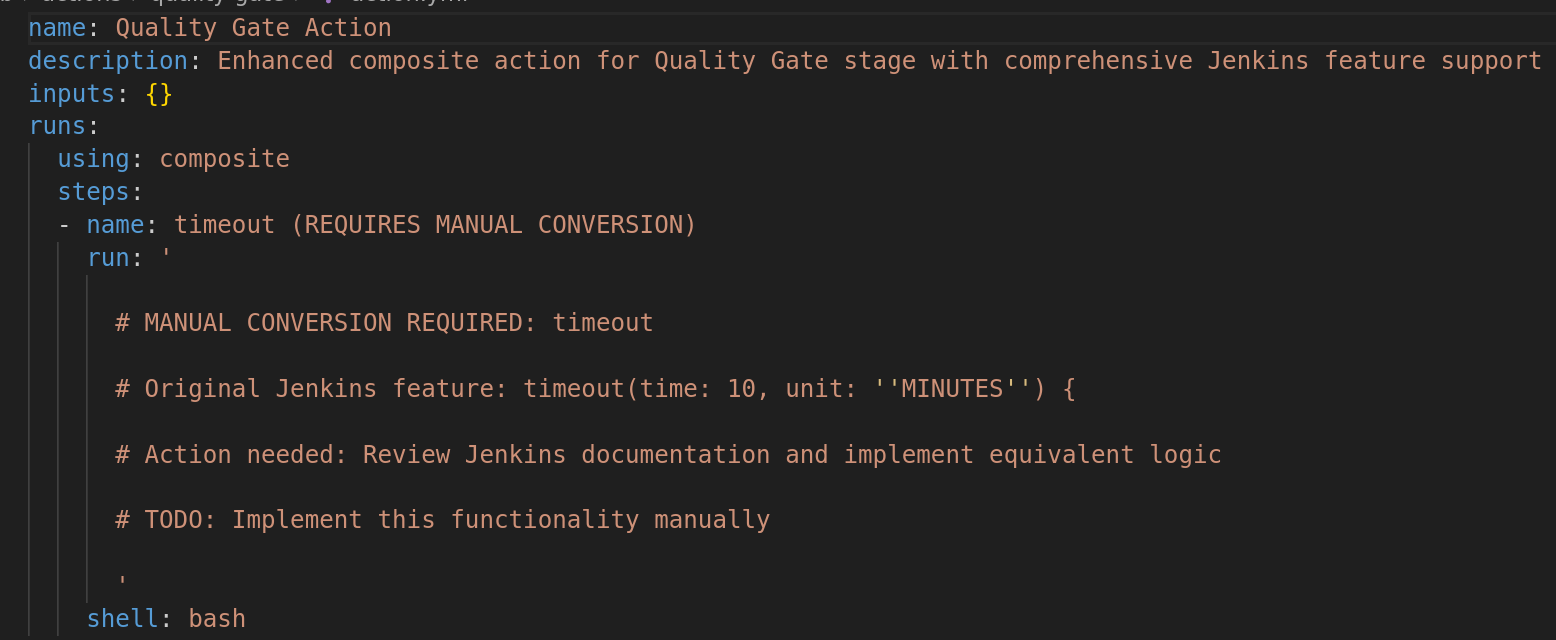 name: Quality Gate Action
description: Enhanced composite action for Quality Gate stage with comprehensive Jenkins feature support
inputs: {}
runs:
  using: composite
  steps:
  - name: timeout (REQUIRES MANUAL CONVERSION)
    run: '

      # MANUAL CONVERSION REQUIRED: timeout

      # Original Jenkins feature: timeout(time: 10, unit: ''MINUTES'') {

      # Action needed: Review Jenkins documentation and implement equivalent logic

      # TODO: Implement this functionality manually

      '
    shell: bash